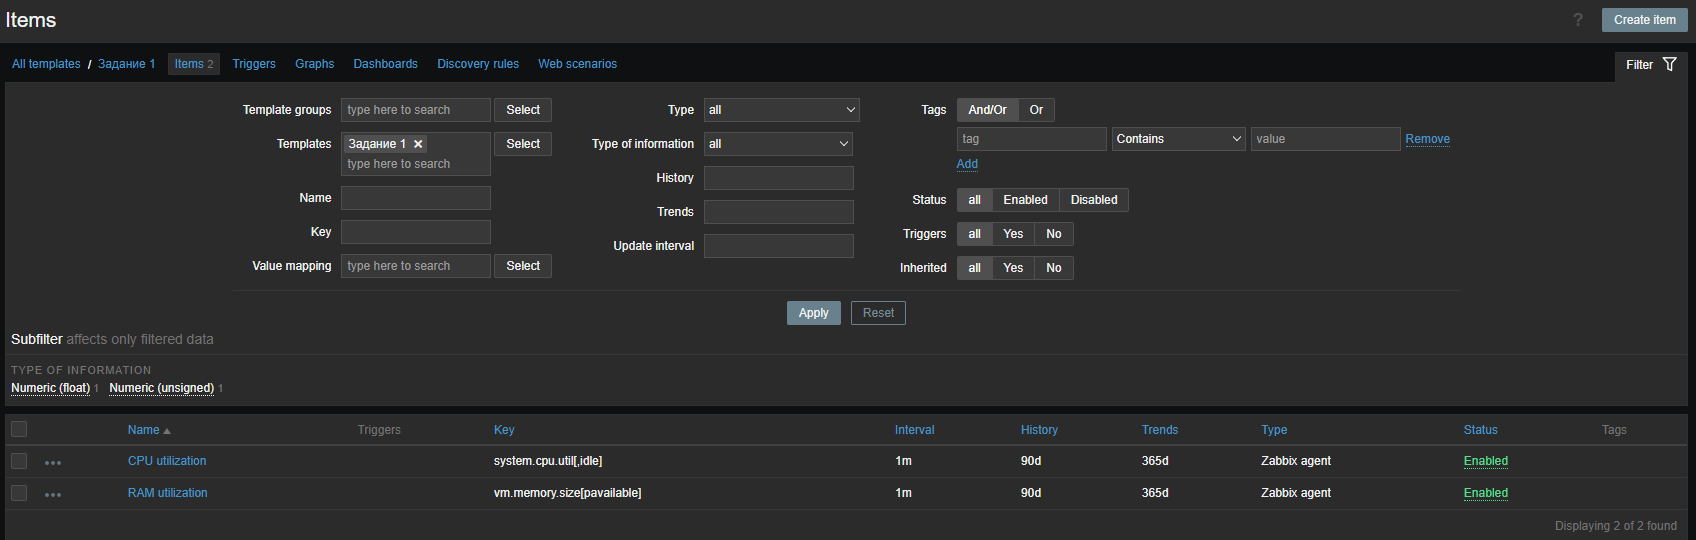 Items ? Create item
All templates / Задание 1 Items 2 Triggers Graphs Dashboards Discovery rules Web scenarios Filter
Template groups type here to search Select Type all Tags And/Or Or
tag Contains value Remove
Templates Задание 1 × Select Type of information all
type here to search Add
History
Name Trends Status all Enabled Disabled
Key Update interval Triggers all Yes No
Value mapping type here to search Select Inherited all Yes No
Apply Reset
Subfilter affects only filtered data
TYPE OF INFORMATION
Numeric (float) 1 Numeric (unsigned) 1
Name Triggers Key Interval History Trends Type Status Tags
CPU utilization system.cpu.util[,idle] 1m 90d 365d Zabbix agent Enabled
RAM utilization vm.memory.size[pavailable] 1m 90d 365d Zabbix agent Enabled
Displaying 2 of 2 found